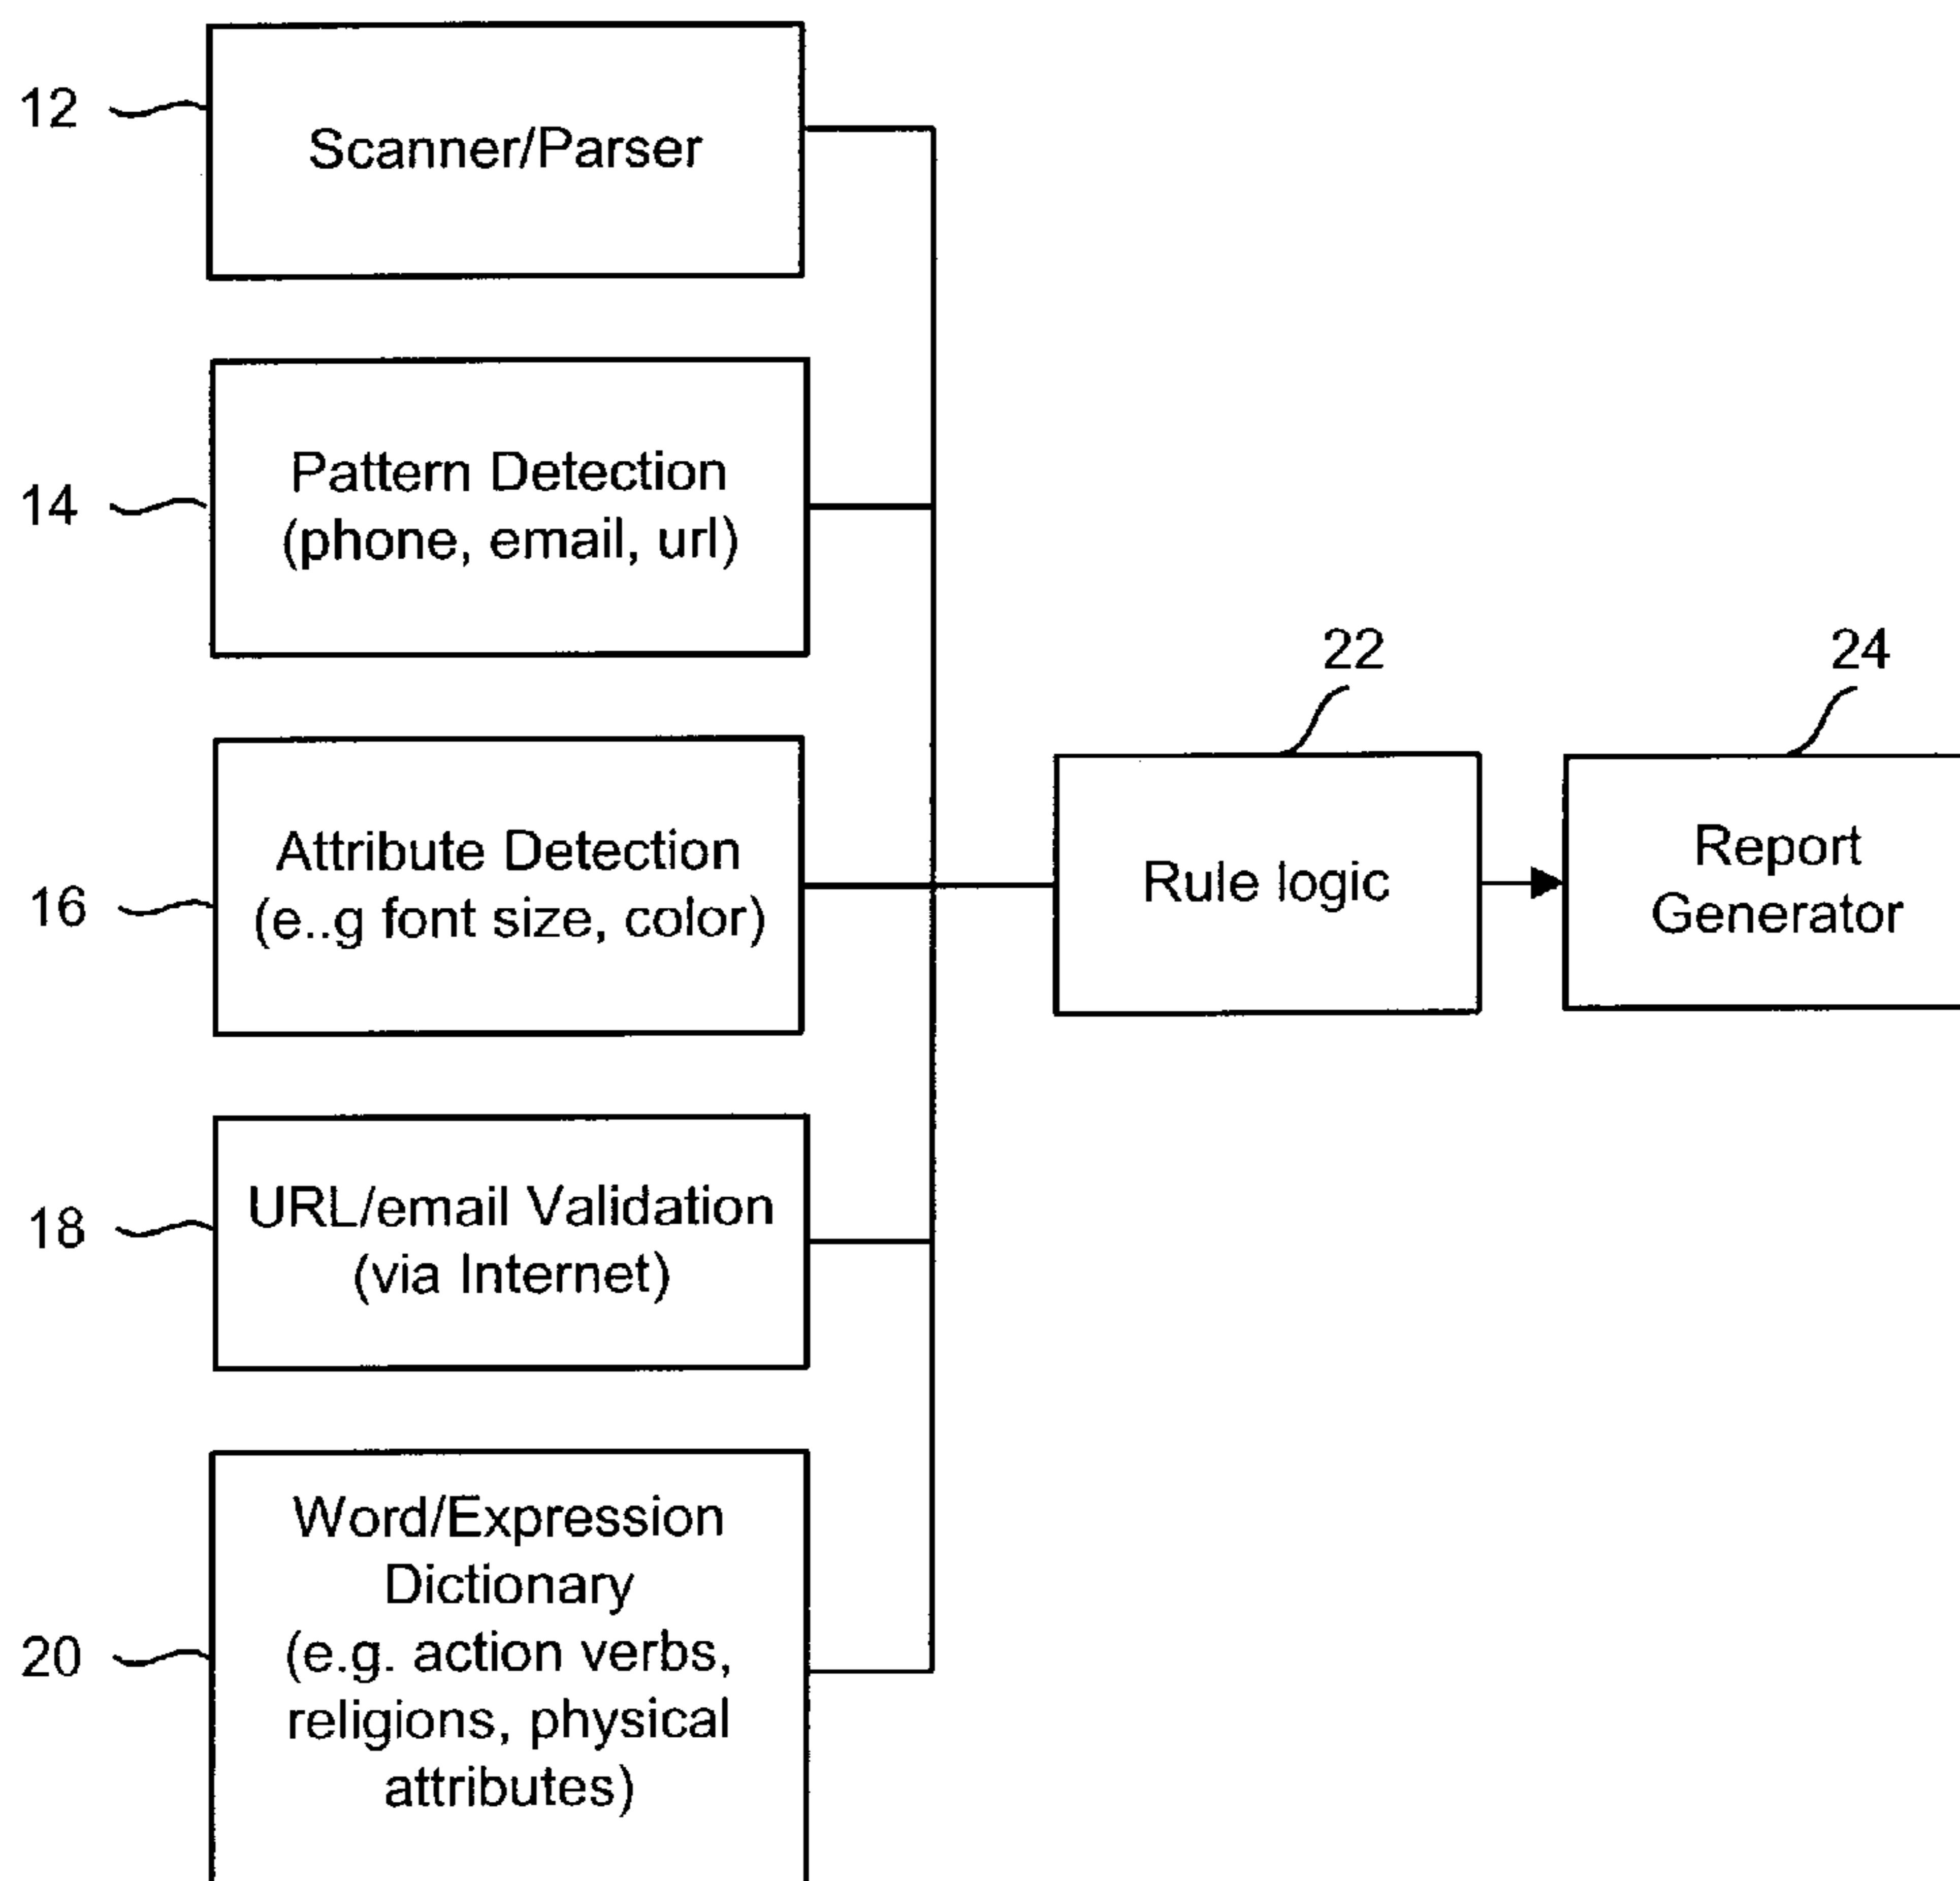 12
Scanner/Parser
14
Pattern Detection
(phone, email, url)
16
Attribute Detection
(e..g font size, color)
18
URL/email Validation
(via Internet)
20
Word/Expression
Dictionary
(e.g. action verbs,
religions, physical
attributes)
22
Rule logic
24
Report
Generator